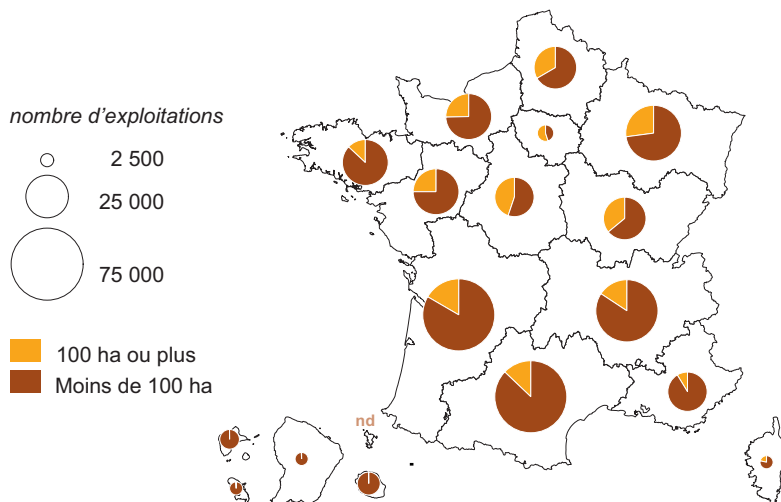 nombre d'exploitations
2 500
25 000
75 000
100 ha ou plus
Moins de 100 ha
nd